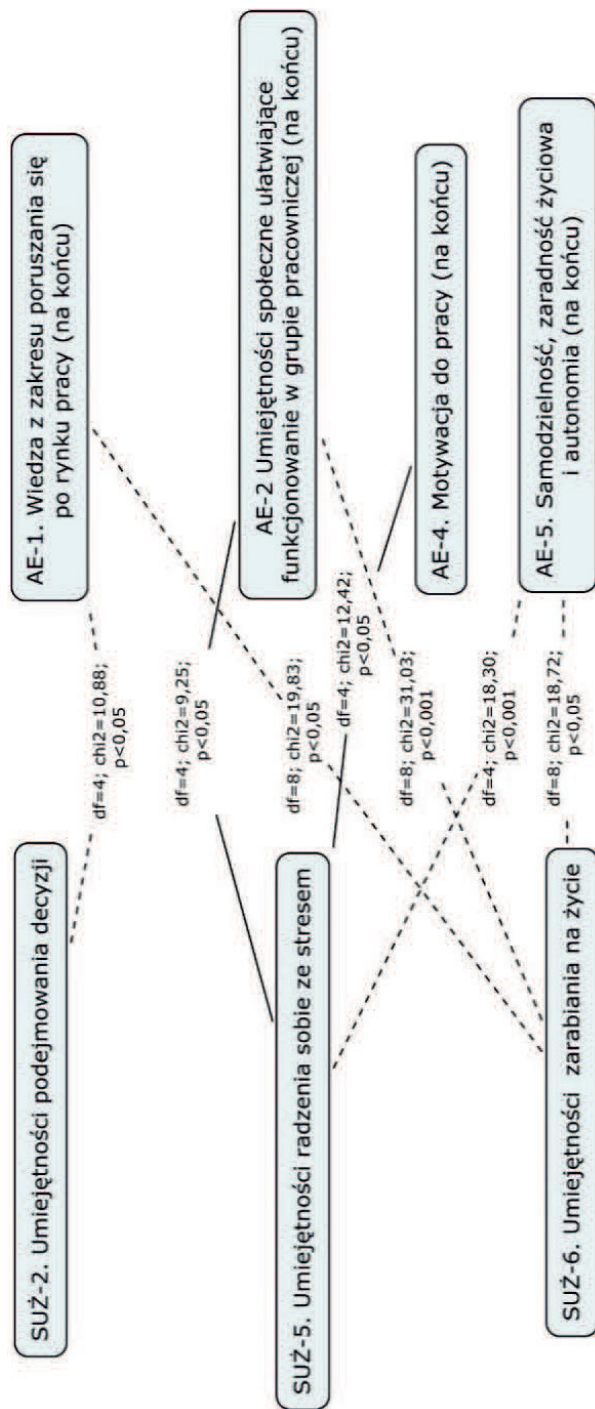 SUŻ-2. Umiejętności podejmowania decyzji
SUŻ-5. Umiejętności radzenia sobie ze stresem
SUŻ-6. Umiejętności zarabiania na życie
df=4; chi2=10,88;
p<0,05
df=4; chi2=9,25;
p<0,05
df=8; chi2=19,83;
p<0,05
df=4; chi2=12,42;
p<0,05
df=8; chi2=31,03;
p<0,001
df=4; chi2=18,30;
p<0,001
df=8; chi2=18,72;
p<0,05
AE-1. Wiedza z zakresu poruszania się
po rynku pracy (na końcu)
AE-2 Umiejętności społeczne ułatwiające
funkcjonowanie w grupie pracowniczej (na końcu)
AE-4. Motywacja do pracy (na końcu)
AE-5. Samodzielność, zaradność życiowa
i autonomia (na końcu)